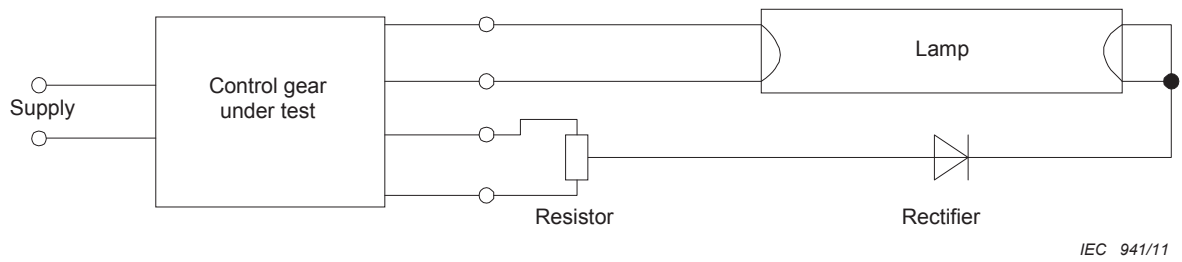 Lamp
Control gear
under test
Supply
Resistor
Rectifier
IEC 941/11